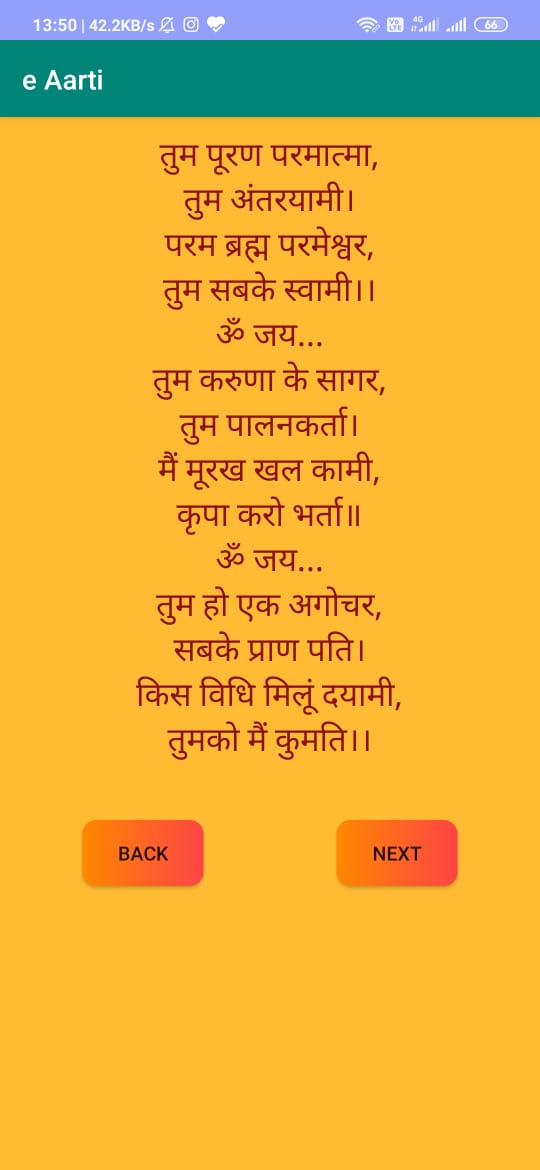 13:50 | 42.2KB/s
4G
Vo LTE
66
e Aarti
तुम पूरण परमात्मा,
तुम अंतरयामी।
परम ब्रह्म परमेश्वर,
तुम सबके स्वामी।।
ॐ जय...
तुम करुणा के सागर,
तुम पालनकर्ता।
मैं मूरख खल कामी,
कृपा करो भर्ता॥
ॐ जय...
तुम हो एक अगोचर,
सबके प्राण पति।
किस विधि मिलूं दयामी,
तुमको मैं कुमति।।
BACK
NEXT